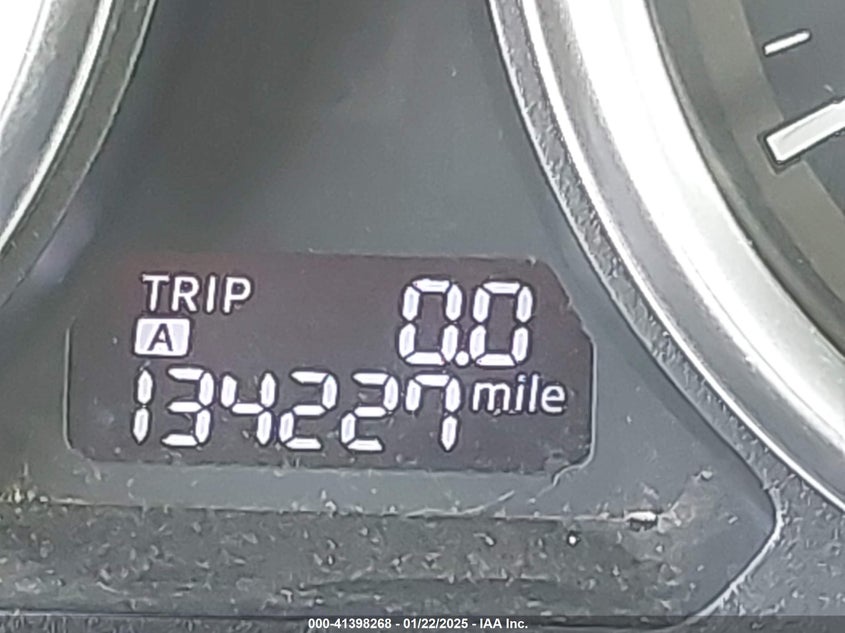 TRIP
A 0.0
134227 mile
000-41398268 - 01/22/2025 - IAA Inc.